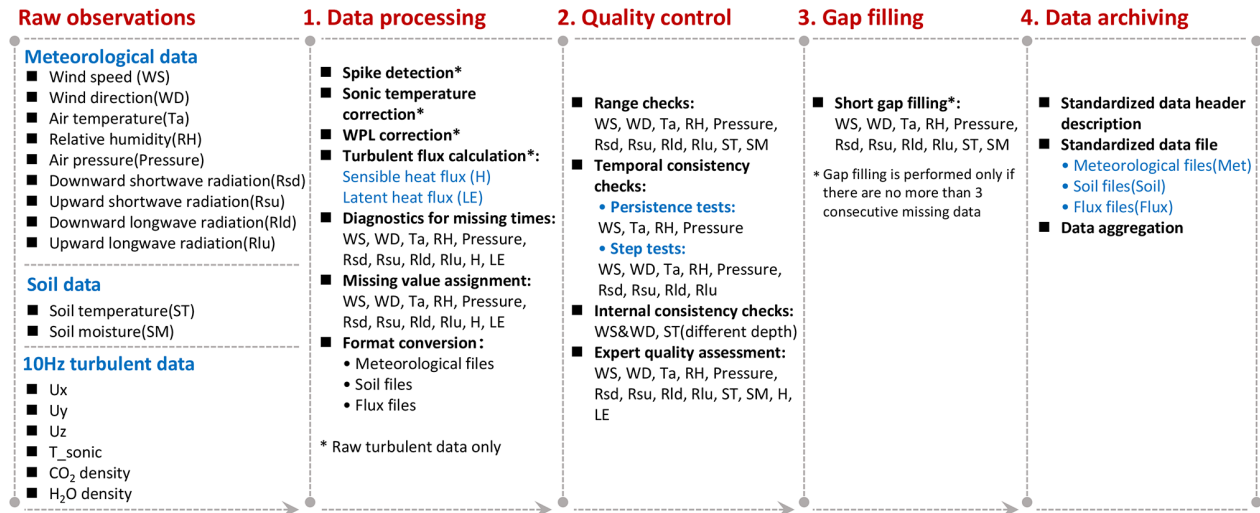 Raw observations
Meteorological data
■ Wind speed (WS)
■ Wind direction(WD)
■ Air temperature(Ta)
■ Relative humidity(RH)
■ Air pressure(Pressure)
■ Downward shortwave radiation(Rsd)
■ Upward shortwave radiation(Rsu)
■ Downward longwave radiation(Rld)
■ Upward longwave radiation(Rlu)
Soil data
■ Soil temperature(ST)
■ Soil moisture(SM)
10Hz turbulent data
■ Ux
■ Uy
■ Uz
■ T_sonic
■ CO₂ density
■ H₂O density
1. Data processing
■ Spike detection*
■ Sonic temperature
correction*
■ WPL correction*
■ Turbulent flux calculation*:
Sensible heat flux (H)
Latent heat flux (LE)
■ Diagnostics for missing times:
WS, WD, Ta, RH, Pressure,
Rsd, Rsu, Rld, Rlu, H, LE
■ Missing value assignment:
WS, WD, Ta, RH, Pressure,
Rsd, Rsu, Rld, Rlu, H, LE
■ Format conversion：
• Meteorological files
• Soil files
• Flux files
* Raw turbulent data only
2. Quality control
■ Range checks:
WS, WD, Ta, RH, Pressure,
Rsd, Rsu, Rld, Rlu, ST, SM
■ Temporal consistency
checks:
• Persistence tests:
WS, Ta, RH, Pressure
• Step tests:
WS, WD, Ta, RH, Pressure,
Rsd, Rsu, Rld, Rlu
■ Internal consistency checks:
WS&WD, ST(different depth)
■ Expert quality assessment:
WS, WD, Ta, RH, Pressure,
Rsd, Rsu, Rld, Rlu, ST, SM, H,
LE
3. Gap filling
■ Short gap filling*:
WS, WD, Ta, RH, Pressure,
Rsd, Rsu, Rld, Rlu, ST, SM
* Gap filling is performed only if
there are no more than 3
consecutive missing data
4. Data archiving
■ Standardized data header
description
■ Standardized data file
• Meteorological files(Met)
• Soil files(Soil)
• Flux files(Flux)
■ Data aggregation